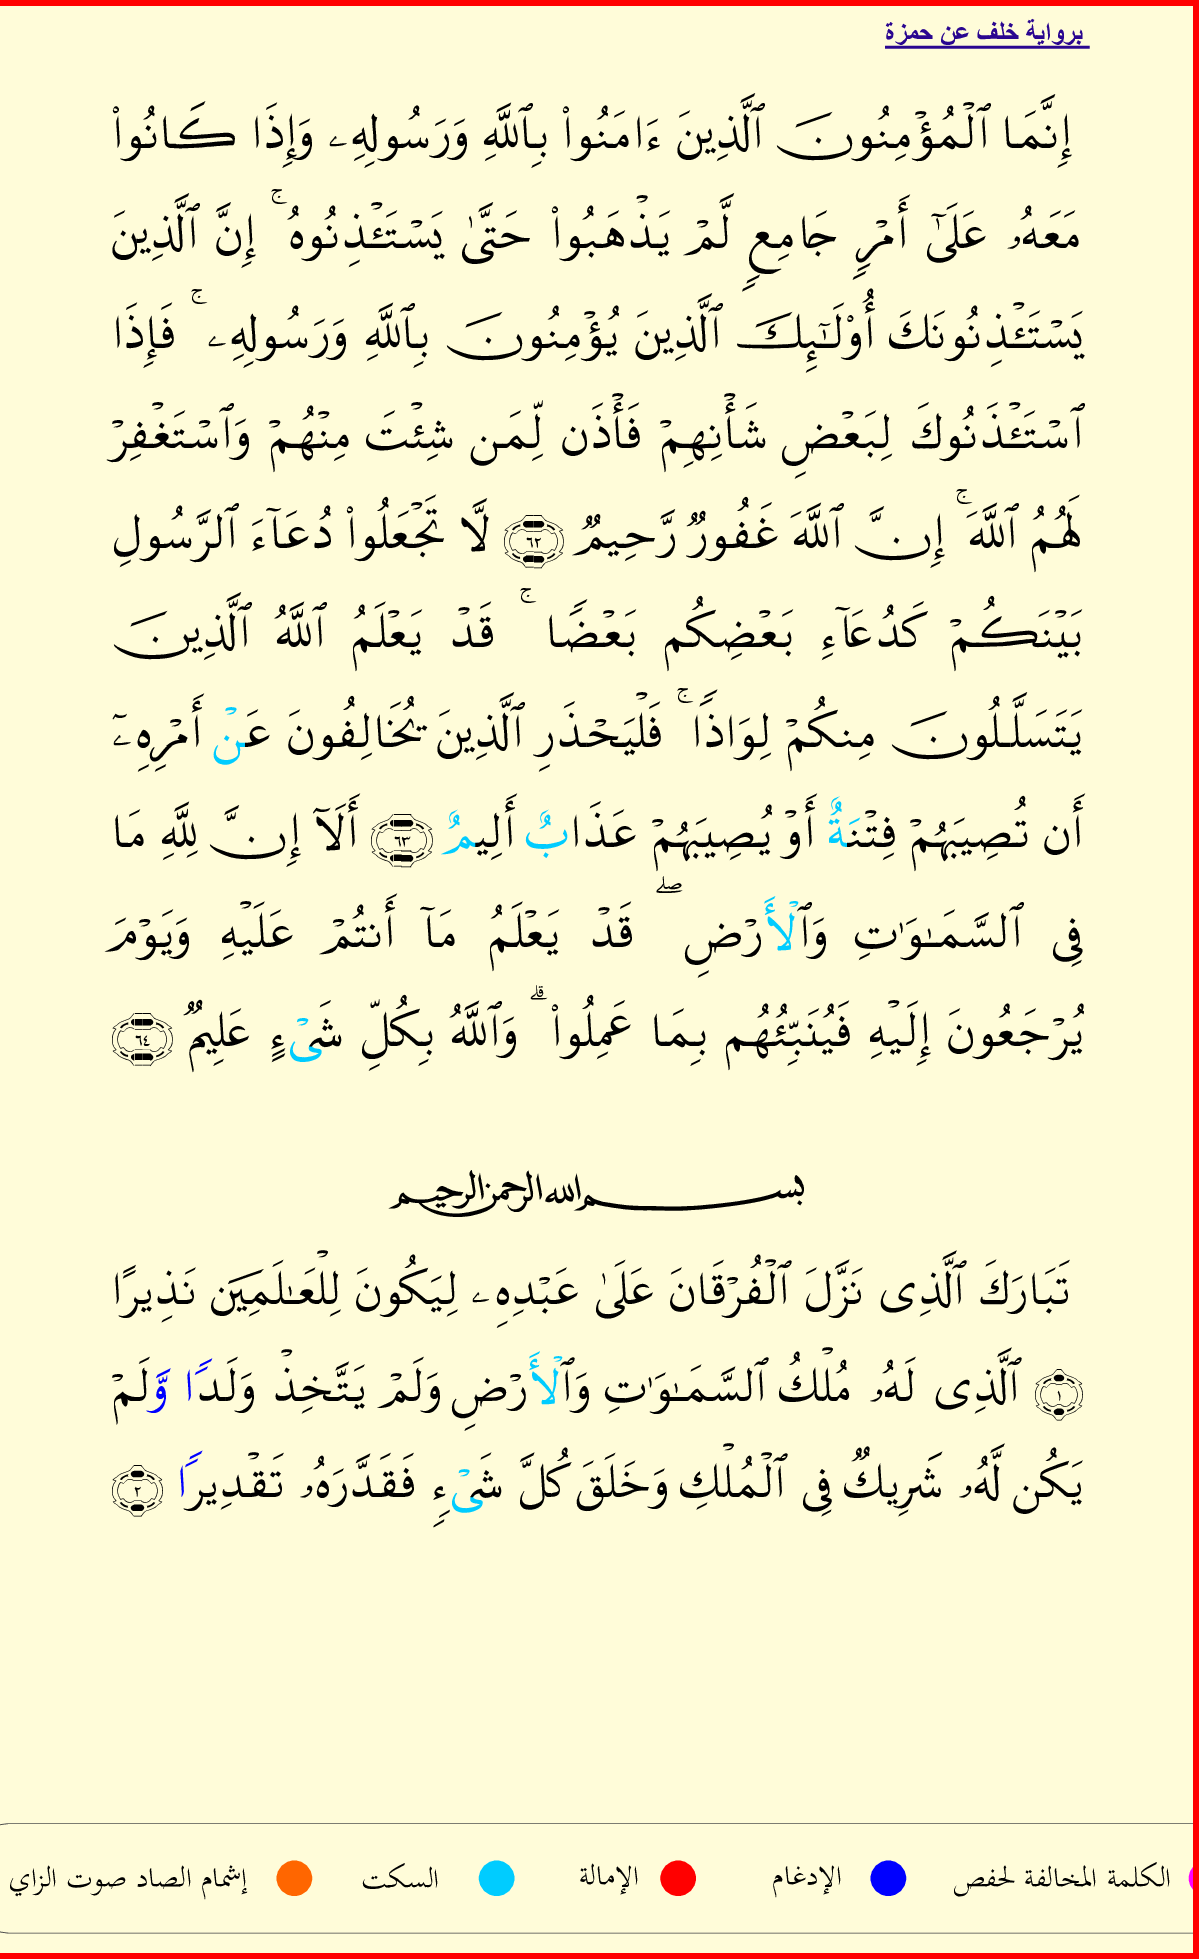 برواية خلف عن حمزة
إِنَّمَا ٱلۡمُؤۡمِنُونَ ٱلَّذِينَ ءَامَنُواْ بِٱللَّهِ وَرَسُولِهِۦ وَإِذَا كَانُواْ
مَعَهُۥ عَلَىٰٓ أَمۡرٖ جَامِعٖ لَّمۡ يَذۡهَبُواْ حَتَّىٰ يَسۡتَـٔۡذِنُوهُۚ إِنَّ ٱلَّذِينَ
يَسۡتَـٔۡذِنُونَكَ أُوْلَـٰٓئِكَ ٱلَّذِينَ يُؤۡمِنُونَ بِٱللَّهِ وَرَسُولِهِۦۚ فَإِذَا
ٱسۡتَـٔۡذَنُوكَ لِبَعۡضِ شَأۡنِهِمۡ فَأۡذَن لِّمَن شِئۡتَ مِنۡهُمۡ وَٱسۡتَغۡفِرۡ
لَهُمُ ٱللَّهَۚ إِنَّ ٱللَّهَ غَفُورٞ رَّحِيمٞ ٦٢ لَّا تَجۡعَلُواْ دُعَآءَ ٱلرَّسُولِ
بَيۡنَكُمۡ كَدُعَآءِ بَعۡضِكُم بَعۡضٗاۚ قَدۡ يَعۡلَمُ ٱللَّهُ ٱلَّذِينَ
يَتَسَلَّلُونَ مِنكُمۡ لِوَاذٗاۚ فَلۡيَحۡذَرِ ٱلَّذِينَ يُخَالِفُونَ عَنۡ أَمۡرِهِۦٓ
أَن تُصِيبَهُمۡ فِتۡنَةٌ أَوۡ يُصِيبَهُمۡ عَذَابٌ أَلِيمٌ ٦٣ أَلَآ إِنَّ لِلَّهِ مَا
فِي ٱلسَّمَـٰوَٰتِ وَٱلۡأَرۡضِۖ قَدۡ يَعۡلَمُ مَآ أَنتُمۡ عَلَيۡهِ وَيَوۡمَ
يُرۡجَعُونَ إِلَيۡهِ فَيُنَبِّئُهُم بِمَا عَمِلُواْۗ وَٱللَّهُ بِكُلِّ شَيۡءٍ عَلِيمٞ ٦٤
بسم الله الرحمن الرحيم
تَبَارَكَ ٱلَّذِي نَزَّلَ ٱلۡفُرۡقَانَ عَلَىٰ عَبۡدِهِۦ لِيَكُونَ لِلۡعَـٰلَمِينَ نَذِيرًا
١ ٱلَّذِي لَهُۥ مُلۡكُ ٱلسَّمَـٰوَٰتِ وَٱلۡأَرۡضِ وَلَمۡ يَتَّخِذۡ وَلَدٗا وَّلَمۡ
يَكُن لَّهُۥ شَرِيكٞ فِي ٱلۡمُلۡكِ وَخَلَقَ كُلَّ شَيۡءٖ فَقَدَّرَهُۥ تَقۡدِيرٗا ٢
الكلمة المخالفة لحفص الإدغام الإمالة السكت إشمام الصاد صوت الزاي